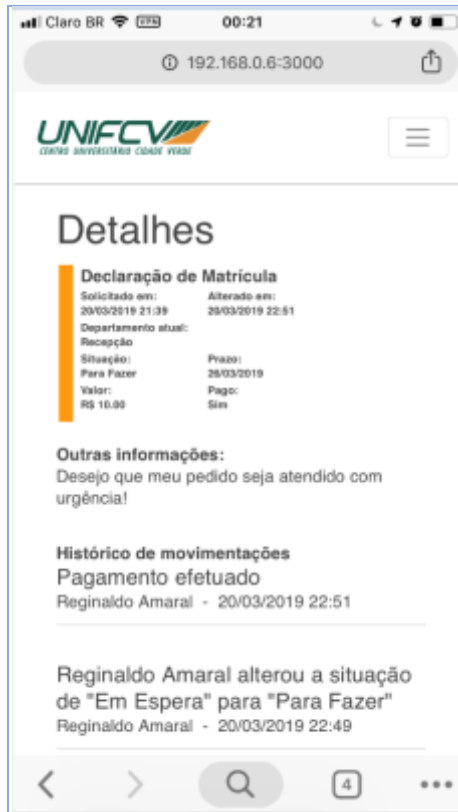 Claro BR VPN 00:21
192.168.0.6:3000
UNIFCV
CENTRO UNIVERSITÁRIO CIDADE VERDE
Detalhes
Declaração de Matrícula
Solicitado em: Alterado em:
20/03/2019 21:39 20/03/2019 22:51
Departamento atual:
Recepção
Situação: Prazo:
Para Fazer 26/03/2019
Valor: Pago:
R$ 10.00 Sim
Outras informações:
Desejo que meu pedido seja atendido com
urgência!
Histórico de movimentações
Pagamento efetuado
Reginaldo Amaral - 20/03/2019 22:51
Reginaldo Amaral alterou a situação
de "Em Espera" para "Para Fazer"
Reginaldo Amaral - 20/03/2019 22:49
4